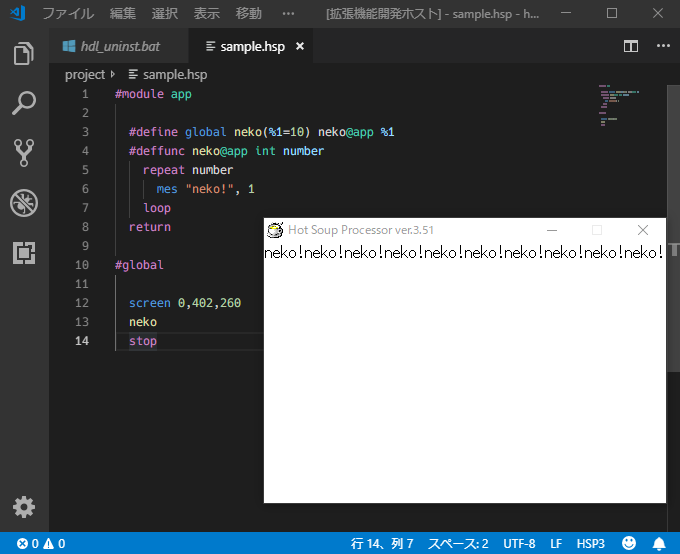 ファイル 編集 選択 表示 移動 ··· [拡張機能開発ホスト] - sample.hsp - h...
hdl_uninst.bat sample.hsp
project sample.hsp
1 #module app
2
3 #define global neko(%1=10) neko@app %1
4 #deffunc neko@app int number
5 repeat number
6 mes "neko!", 1
7 loop
8 return
9
10 #global
11
12 screen 0,402,260
13 neko
14 stop
Hot Soup Processor ver.3.51
neko!neko!neko!neko!neko!neko!neko!neko!neko!neko!
0 0 行 14、列 7 スペース: 2 UTF-8 LF HSP3